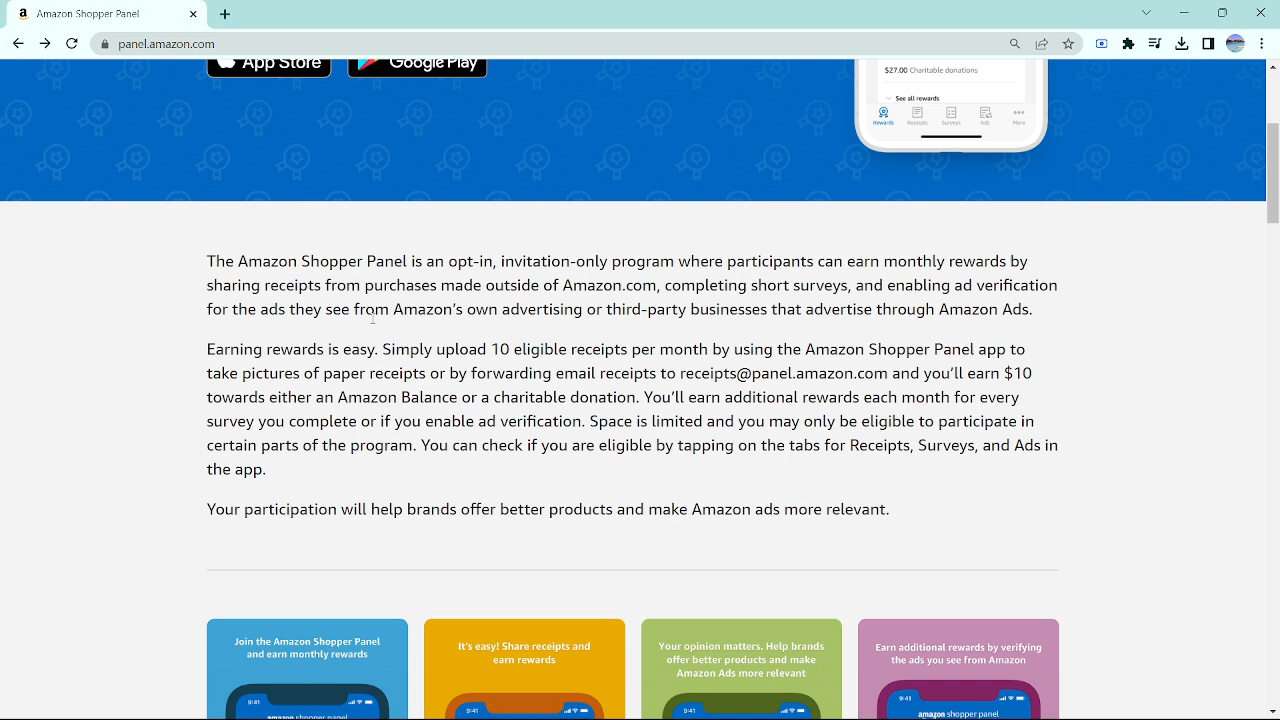 Amazon Shopper Panel
panel.amazon.com
App Store
Google Play
$27.00 Charitable donations
See all rewards
Rewards Receipts Surveys Ads More
The Amazon Shopper Panel is an opt-in, invitation-only program where participants can earn monthly rewards by
sharing receipts from purchases made outside of Amazon.com, completing short surveys, and enabling ad verification
for the ads they see from Amazon’s own advertising or third-party businesses that advertise through Amazon Ads.
Earning rewards is easy. Simply upload 10 eligible receipts per month by using the Amazon Shopper Panel app to
take pictures of paper receipts or by forwarding email receipts to receipts@panel.amazon.com and you’ll earn $10
towards either an Amazon Balance or a charitable donation. You’ll earn additional rewards each month for every
survey you complete or if you enable ad verification. Space is limited and you may only be eligible to participate in
certain parts of the program. You can check if you are eligible by tapping on the tabs for Receipts, Surveys, and Ads in
the app.
Your participation will help brands offer better products and make Amazon ads more relevant.
Join the Amazon Shopper Panel
and earn monthly rewards
9:41
amazon shopper panel
It's easy! Share receipts and
earn rewards
9:41
Your opinion matters. Help brands
offer better products and make
Amazon Ads more relevant
9:41
Earn additional rewards by verifying
the ads you see from Amazon
9:41
amazon shopper panel